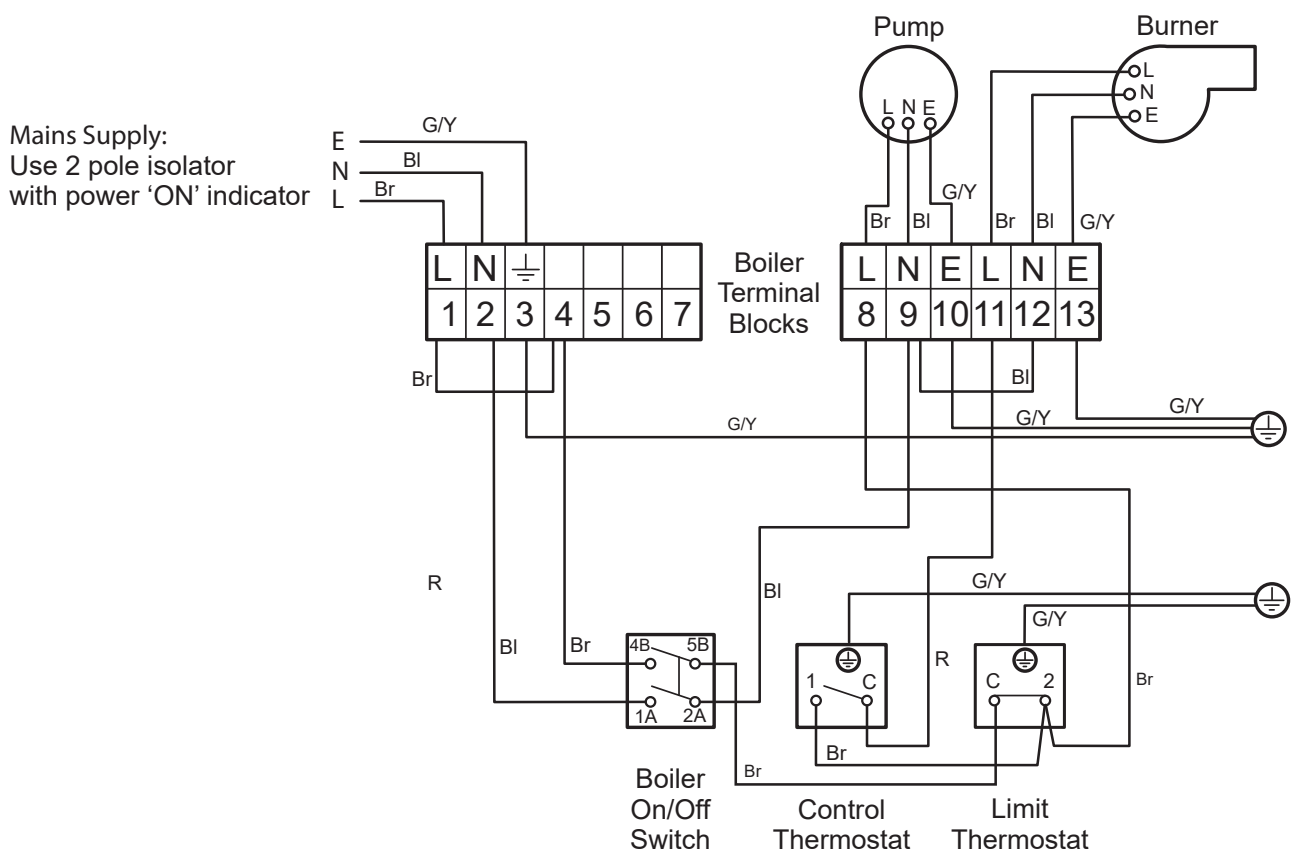 Pump
Burner
L
N
E
L N E
Mains Supply:
Use 2 pole isolator
with power ‘ON’ indicator
E
N
L
G/Y
Bl
Br
Br
Bl
G/Y
Br
Bl
G/Y
L N
1 2 3 4 5 6 7
Boiler
Terminal
Blocks
L N E L N E
8 9 10 11 12 13
Br
Bl
G/Y
G/Y
G/Y
R
Bl
Br
Bl
G/Y
G/Y
R
Br
4B
5B
1A
2A
1
C
C
2
Br
Br
Boiler
On/Off
Switch
Control
Thermostat
Limit
Thermostat